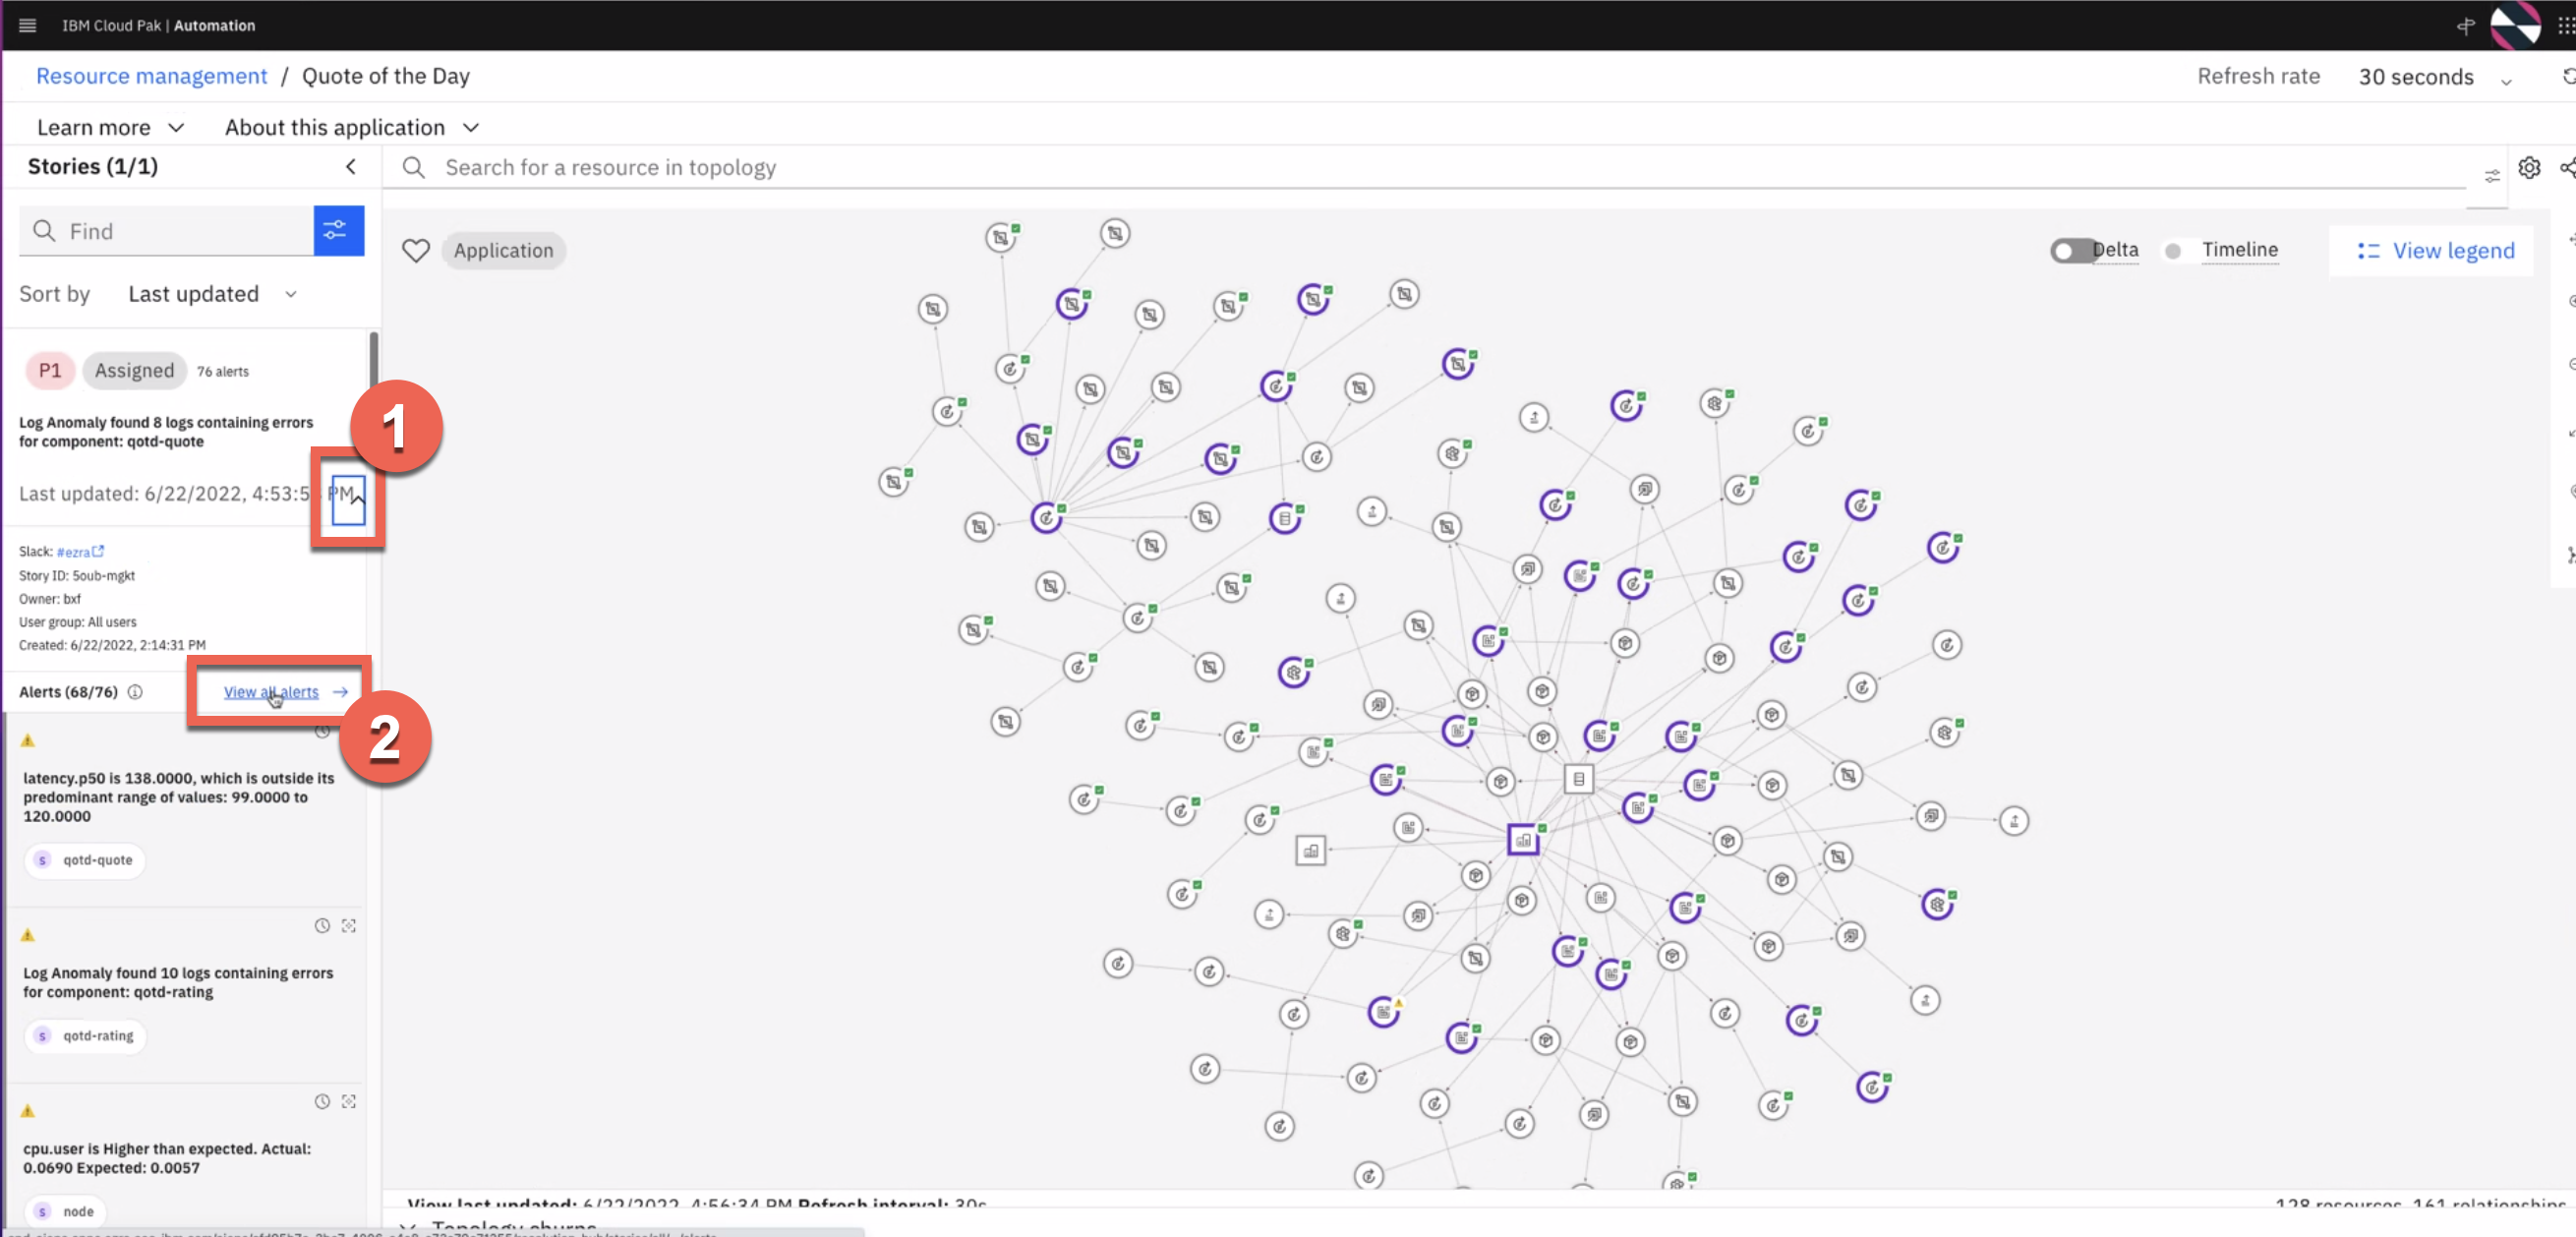 IBM Cloud Pak | Automation
Resource management / Quote of the Day
Refresh rate 30 seconds
Learn more About this application
Stories (1/1)
Search for a resource in topology
Find
Application
Delta Timeline View legend
Sort by Last updated
P1 Assigned 76 alerts
Log Anomaly found 8 logs containing errors
for component: qotd-quote
1
Last updated: 6/22/2022, 4:53:5 PM
Slack: #ezra
Story ID: 5oub-mgkt
Owner: bxf
User group: All users
Created: 6/22/2022, 2:14:31 PM
Alerts (68/76) View all alerts
2
latency.p50 is 138.0000, which is outside its
predominant range of values: 99.0000 to
120.0000
s qotd-quote
Log Anomaly found 10 logs containing errors
for component: qotd-rating
s qotd-rating
cpu.user is Higher than expected. Actual:
0.0690 Expected: 0.0057
s node
View last updated: 6/22/2022, 4:56:34 PM Refresh interval: 30s
128 resources, 161 relationships
Topology churns